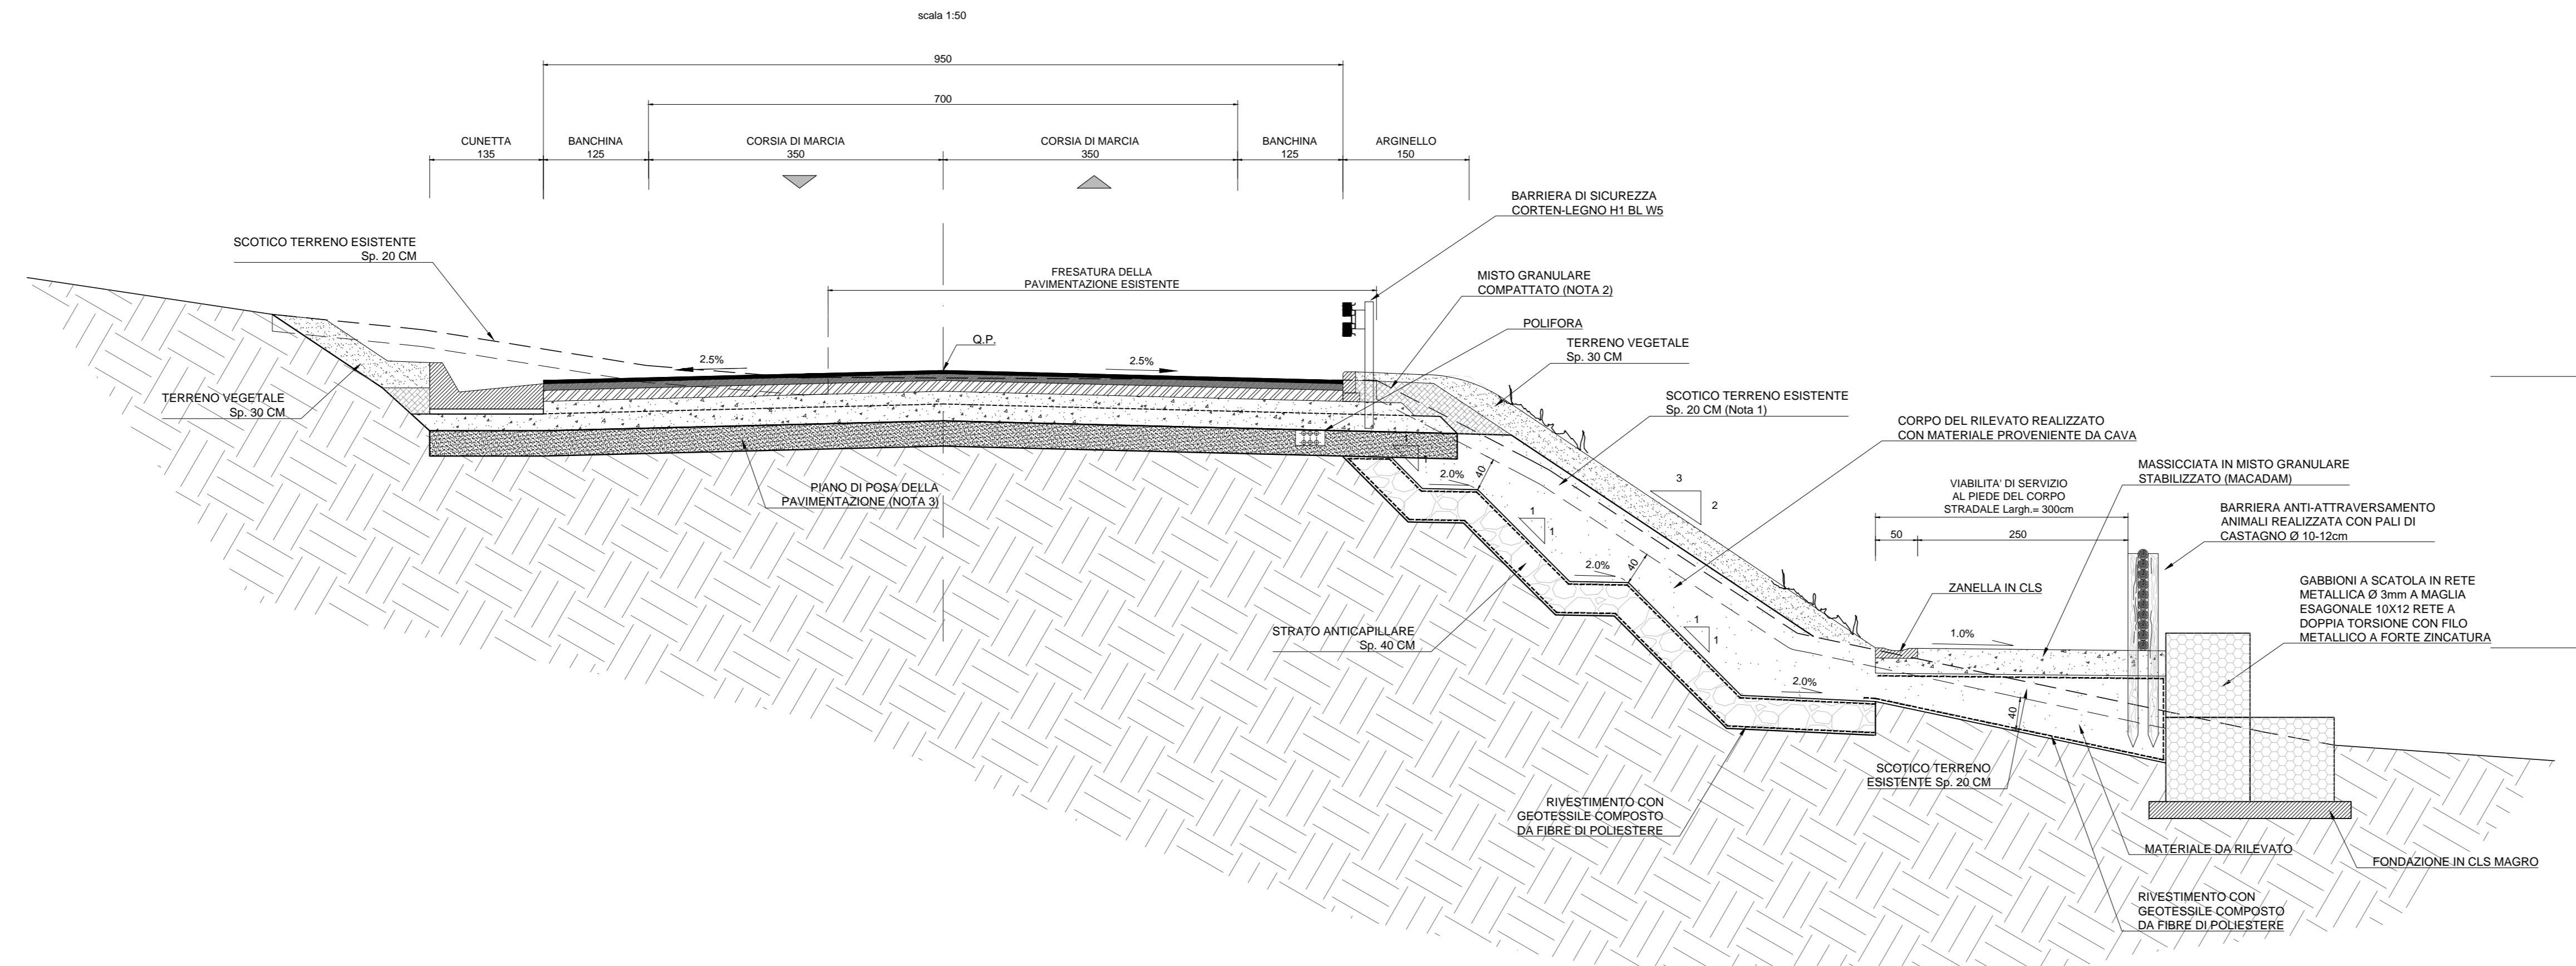 scala 1:50
950
700
CUNETTA
135
BANCHINA
125
CORSIA DI MARCIA
350
CORSIA DI MARCIA
350
BANCHINA
125
ARGINELLO
150
BARRIERA DI SICUREZZA
CORTEN-LEGNO H1 BL W5
SCOTICO TERRENO ESISTENTE
Sp. 20 CM
FRESATURA DELLA
PAVIMENTAZIONE ESISTENTE
MISTO GRANULARE
COMPATTATO (NOTA 2)
POLIFORA
TERRENO VEGETALE
Sp. 30 CM
Q.P.
2.5%
2.5%
TERRENO VEGETALE
Sp. 30 CM
SCOTICO TERRENO ESISTENTE
Sp. 20 CM (Nota 1)
CORPO DEL RILEVATO REALIZZATO
CON MATERIALE PROVENIENTE DA CAVA
MASSICCIATA IN MISTO GRANULARE
STABILIZZATO (MACADAM)
1
1
2.0%
40
3
2
PIANO DI POSA DELLA
PAVIMENTAZIONE (NOTA 3)
VIABILITA' DI SERVIZIO
AL PIEDE DEL CORPO
STRADALE Largh.= 300cm
50
250
BARRIERA ANTI-ATTRAVERSAMENTO
ANIMALI REALIZZATA CON PALI DI
CASTAGNO Ø 10-12cm
1
1
2.0%
40
ZANELLA IN CLS
GABBIONI A SCATOLA IN RETE
METALLICA Ø 3mm A MAGLIA
ESAGONALE 10X12 RETE A
DOPPIA TORSIONE CON FILO
METALLICO A FORTE ZINCATURA
STRATO ANTICAPILLARE
Sp. 40 CM
1
1
1.0%
2.0%
40
SCOTICO TERRENO
ESISTENTE Sp. 20 CM
RIVESTIMENTO CON
GEOTESSILE COMPOSTO
DA FIBRE DI POLIESTERE
MATERIALE DA RILEVATO
FONDAZIONE IN CLS MAGRO
RIVESTIMENTO CON
GEOTESSILE COMPOSTO
DA FIBRE DI POLIESTERE